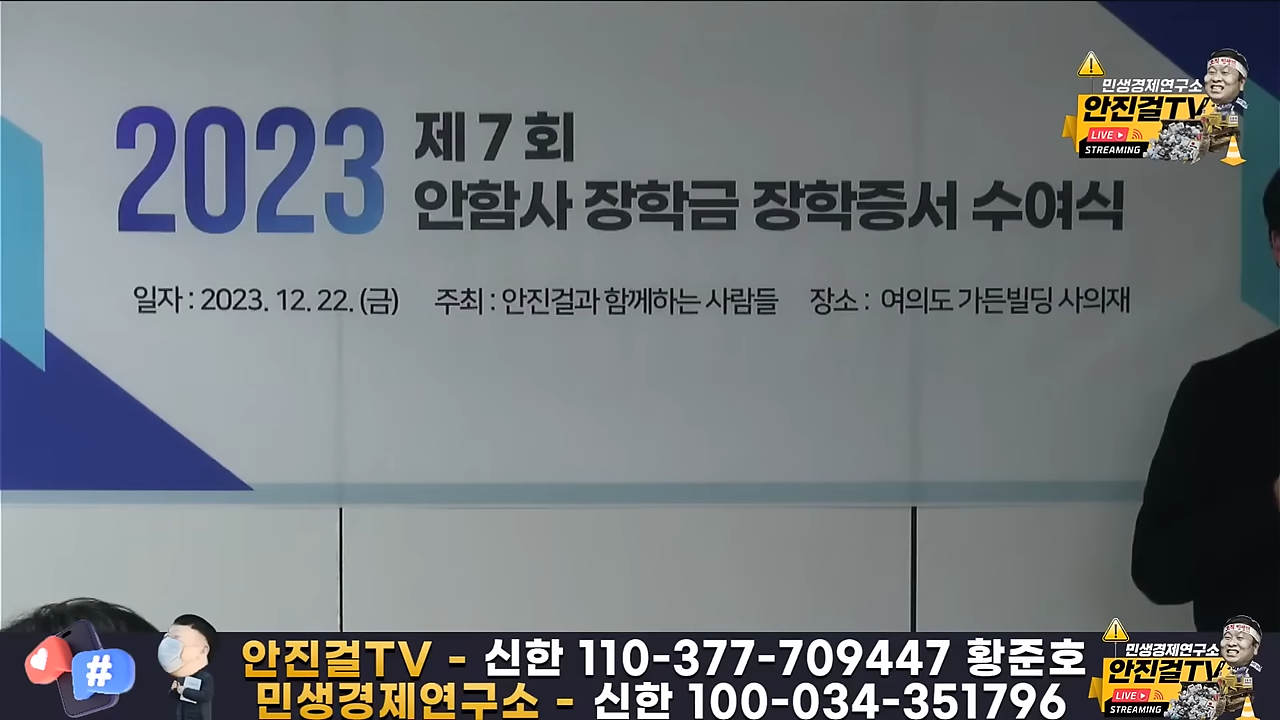 2023
제 7 회
안함사 장학금 장학증서 수여식
일자 : 2023. 12. 22. (금) 주최 : 안진걸과 함께하는 사람들 장소 : 여의도 가든빌딩 사의재
민생경제연구소
안진걸TV
LIVE
STREAMING
#
안진걸TV - 신한 110-377-709447 황준호
민생경제연구소 - 신한 100-034-351796
민생경제연구소
안진걸TV
LIVE
STREAMING